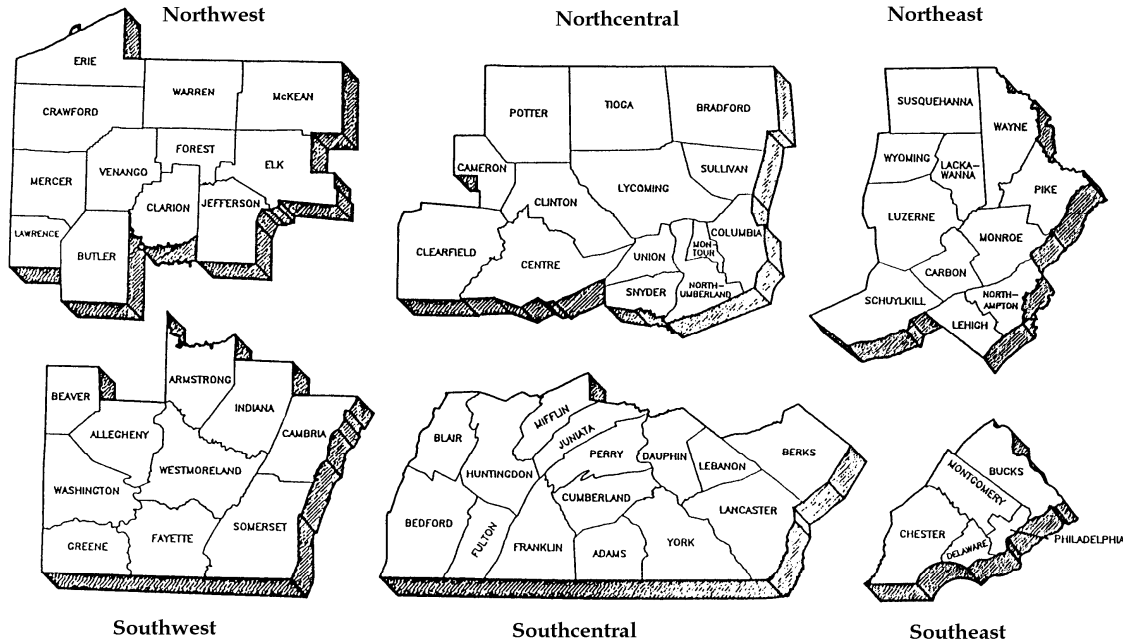 Northwest
ERIE
WARREN
McKEAN
CRAWFORD
FOREST
ELK
VENANGO
MERCER
CLARION
JEFFERSON
LAWRENCE
BUTLER
Northcentral
POTTER
TIOGA
BRADFORD
CAMERON
SULLIVAN
LYCOMING
CLINTON
COLUMBIA
MON-
TOUR
UNION
CLEARFIELD
CENTRE
NORTH-
UMBERLAND
SNYDER
Northeast
SUSQUEHANNA
WAYNE
WYOMING
LACKA-
WANNA
PIKE
LUZERNE
MONROE
CARBON
SCHUYLKILL
NORTH-
AMPTON
LEHIGH
ARMSTRONG
BEAVER
INDIANA
ALLEGHENY
CAMBRIA
WESTMORELAND
WASHINGTON
SOMERSET
FAYETTE
GREENE
Southwest
MIFFLIN
BLAIR
JUNIATA
PERRY
DAUPHIN
BERKS
LEBANON
HUNTINGDON
CUMBERLAND
LANCASTER
BEDFORD
FULTON
FRANKLIN
ADAMS
YORK
Southcentral
BUCKS
MONTGOMERY
CHESTER
PHILADELPHIA
DELAWARE
Southeast